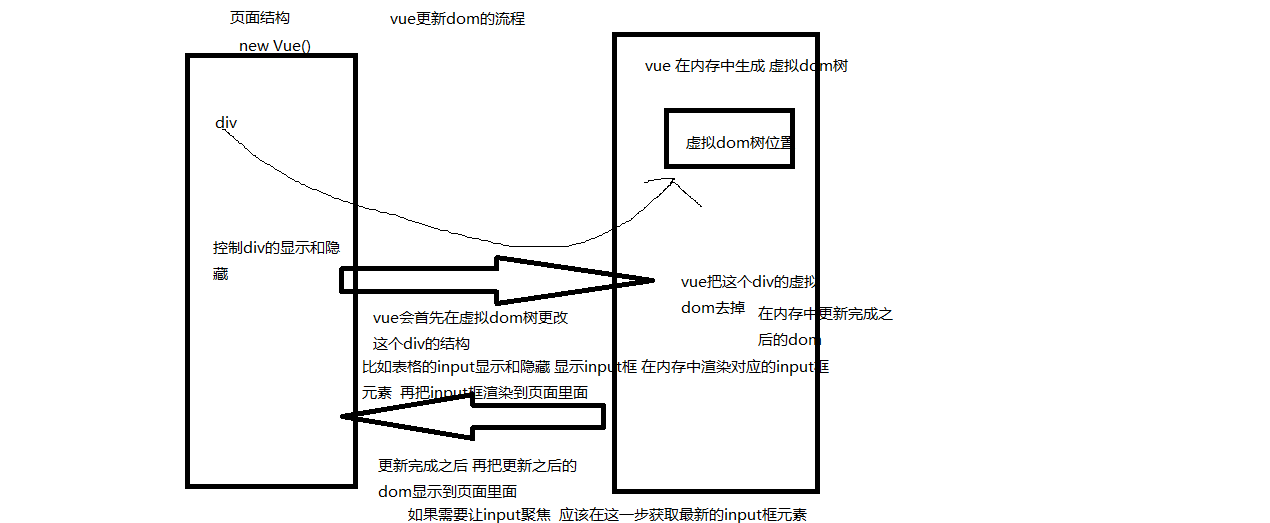 页面结构
vue更新dom的流程
new Vue()
vue 在内存中生成 虚拟dom树
div
虚拟dom树位置
控制div的显示和隐
藏
vue把这个div的虚拟
dom去掉
在内存中更新完成之
后的dom
vue会首先在虚拟dom树更改
这个div的结构
比如表格的input显示和隐藏 显示input框 在内存中渲染对应的input框
元素 再把input框渲染到页面里面
更新完成之后 再把更新之后的
dom显示到页面里面
如果需要让input聚焦 应该在这一步获取最新的input框元素